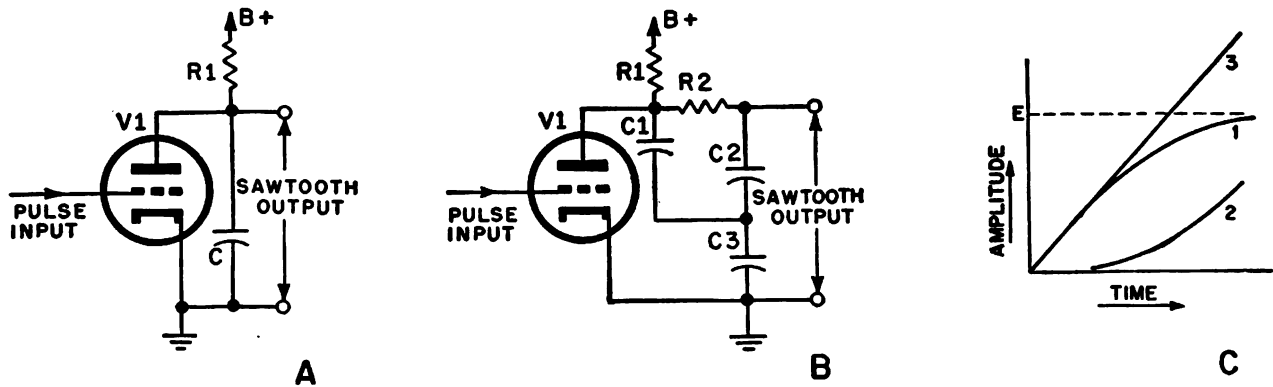 B+
R1
V1
C
PULSE
INPUT
SAWTOOTH
OUTPUT
A
B+
R1
R2
V1
C1
C2
C3
PULSE
INPUT
SAWTOOTH
OUTPUT
B
E
3
1
2
AMPLITUDE
TIME
C